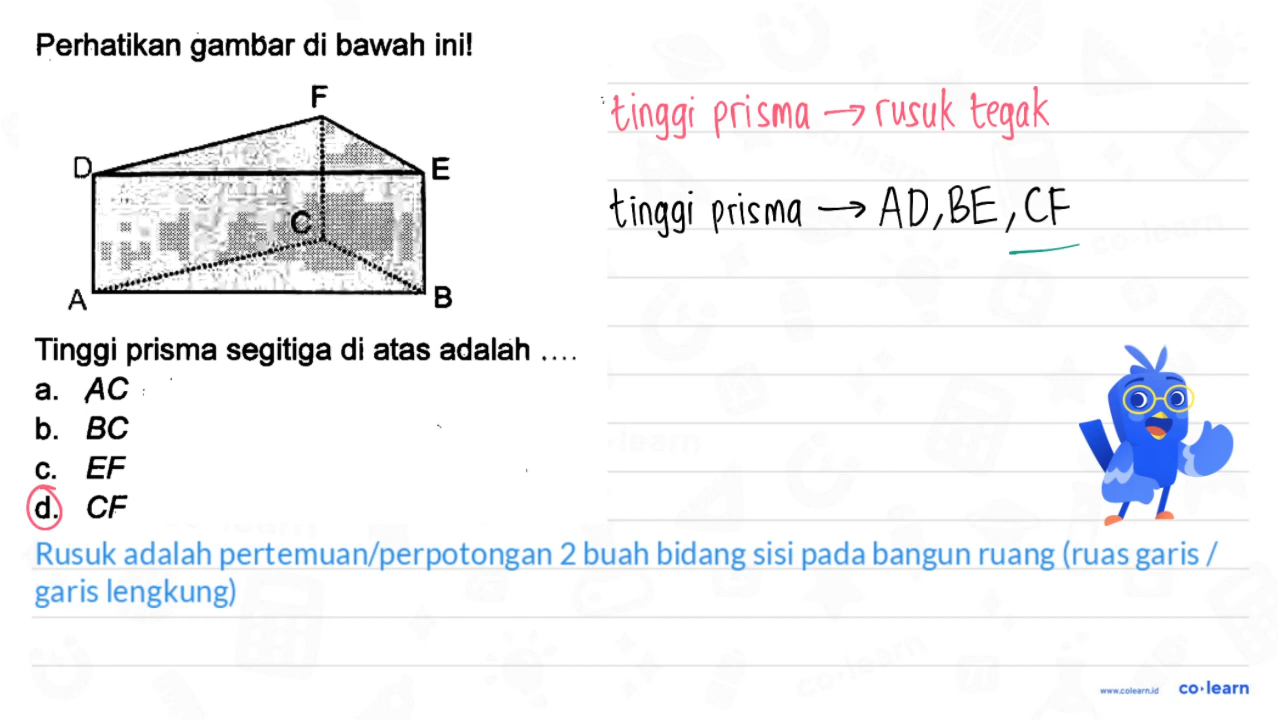 Perhatikan gambar di bawah ini!
F
D
E
C
A
B
Tinggi prisma segitiga di atas adalah ....
a. AC
b. BC
c. EF
d. CF
tinggi prisma → rusuk tegak
tinggi prisma → AD, BE, CF
Rusuk adalah pertemuan/perpotongan 2 buah bidang sisi pada bangun ruang (ruas garis /
garis lengkung)
www.colearn.id co·learn